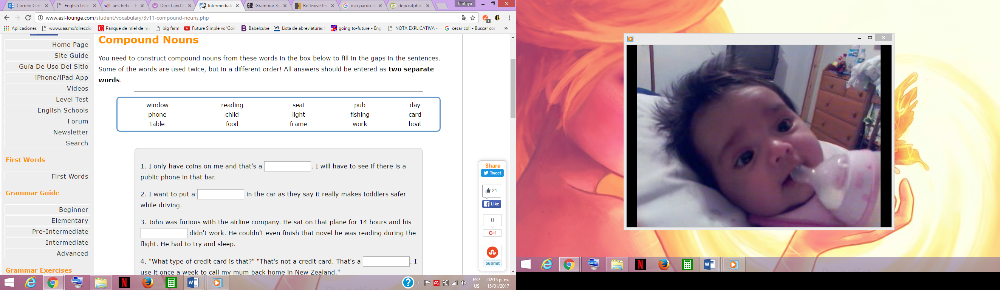 Correo: Cint
English Liste
aesthetic - E
Direct and In
Intermediate
Grammar By
Reflexive Pro
oso pardo d
depositphot
Cinthya
www.esl-lounge.com/student/vocabulary/3v11-compound-nouns.php
Aplicaciones
www.uaa.mx/direccio
Panqué de miel de ma
big farm
Future Simple vs 'Goin
Babelcube
Lista de abreviaturas
going to-future - Eng
NOTA EXPLICATIVA -
cesar coll - Buscar con
»
Home Page
Site Guide
Guía De Uso Del Sitio
iPhone/iPad App
Videos
Level Test
English Schools
Forum
Newsletter
Search
First Words
First Words
Grammar Guide
Beginner
Elementary
Pre-Intermediate
Intermediate
Advanced
Grammar Exercises
Compound Nouns
You need to construct compound nouns from these words in the box below to fill in the gaps in the sentences.
Some of the words are used twice, but in a different order! All answers should be entered as two separate
words.
window reading seat pub day
phone child light fishing card
table food frame work boat
1. I only have coins on me and that's a . I will have to see if there is a
public phone in that bar.
2. I want to put a in the car as they say it really makes toddlers safer
while driving.
3. John was furious with the airline company. He sat on that plane for 14 hours and his
didn't work. He couldn't even finish that novel he was reading during the
flight. He had to try and sleep.
4. "What type of credit card is that?" "That's not a credit card. That's a . I
use it once a week to call my mum back home in New Zealand."
Share
Tweet
21
Like
0
G+1
Submit
ESP
US
02:15 p. m.
15/01/2017